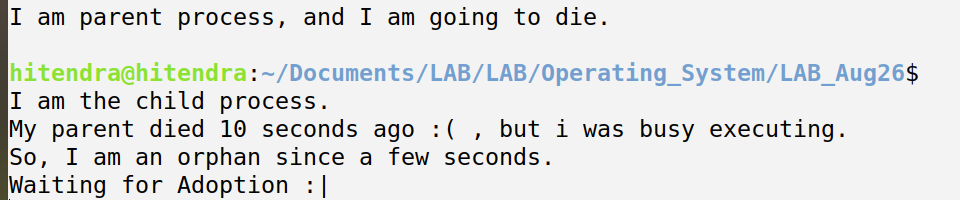 I am parent process, and I am going to die.
hitendra@hitendra:~/Documents/LAB/LAB/Operating_System/LAB_Aug26$
I am the child process.
My parent died 10 seconds ago :( , but i was busy executing.
So, I am an orphan since a few seconds.
Waiting for Adoption :|